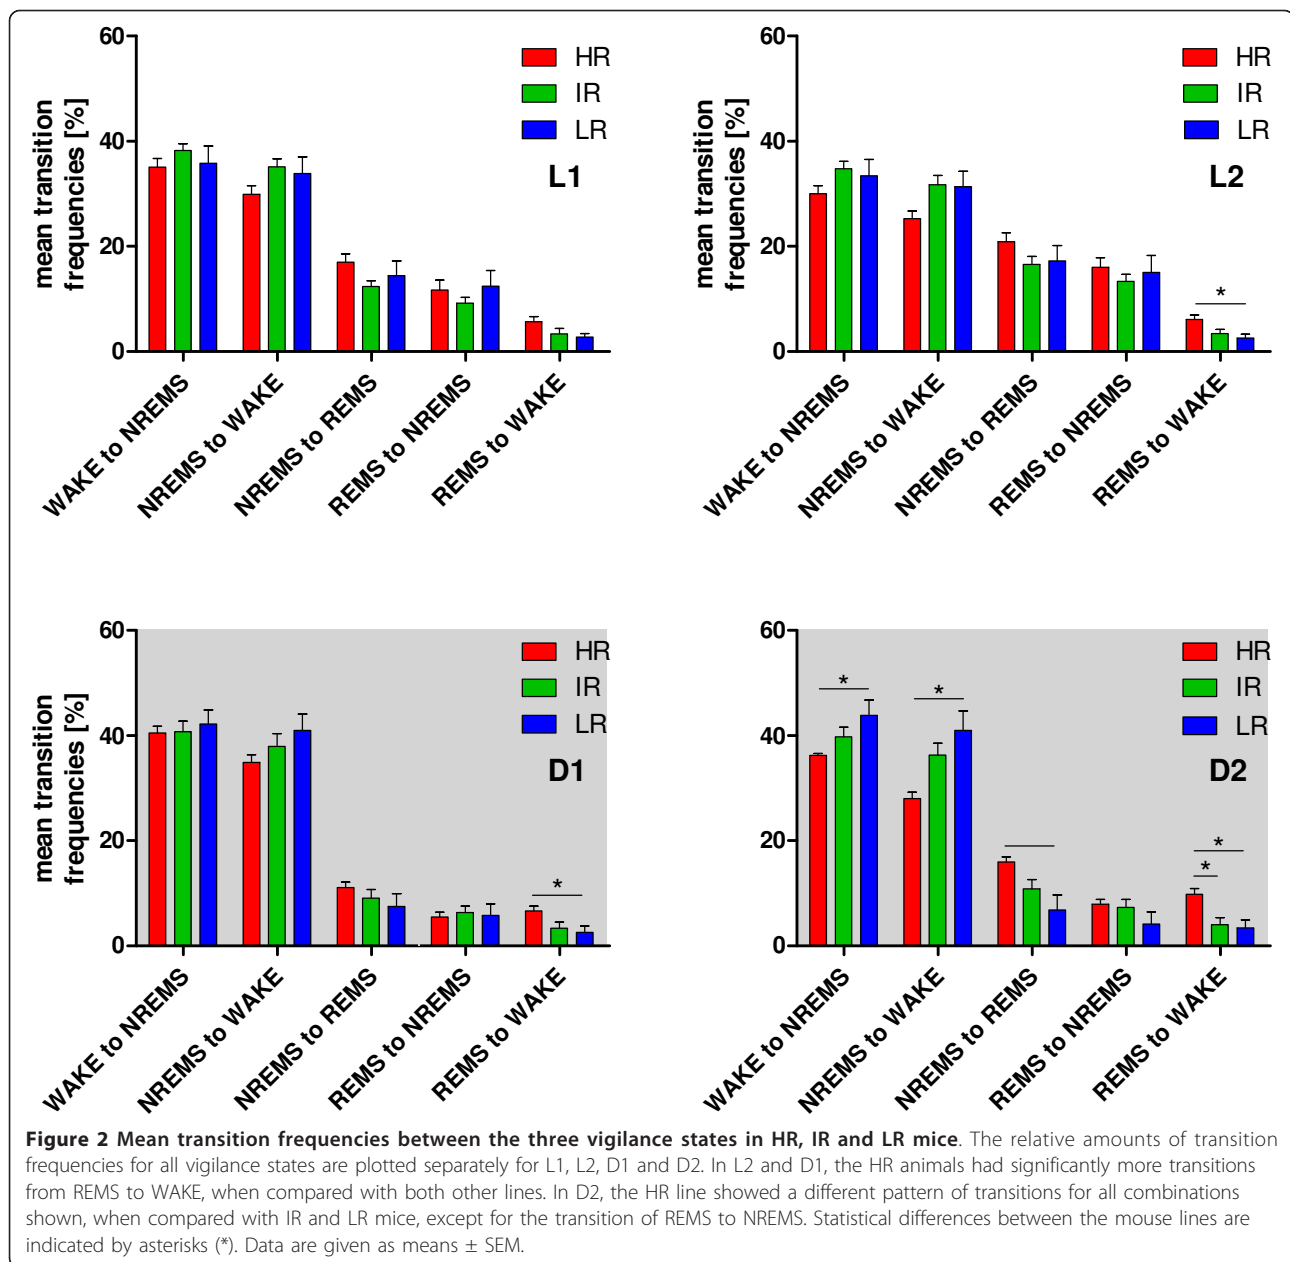 60
40
20
0
mean transition
frequencies [%]
HR
IR
LR
L1
WAKE to NREMS
NREMS to WAKE
NREMS to REMS
REMS to NREMS
REMS to WAKE
60
40
20
0
mean transition
frequencies [%]
HR
IR
LR
L2
*
WAKE to NREMS
NREMS to WAKE
NREMS to REMS
REMS to NREMS
REMS to WAKE
60
40
20
0
mean transition
frequencies [%]
HR
IR
LR
D1
*
WAKE to NREMS
NREMS to WAKE
NREMS to REMS
REMS to NREMS
REMS to WAKE
60
40
20
0
mean transition
frequencies [%]
HR
IR
LR
D2
*
*
*
*
WAKE to NREMS
NREMS to WAKE
NREMS to REMS
REMS to NREMS
REMS to WAKE
Figure 2 Mean transition frequencies between the three vigilance states in HR, IR and LR mice. The relative amounts of transition
frequencies for all vigilance states are plotted separately for L1, L2, D1 and D2. In L2 and D1, the HR animals had significantly more transitions
from REMS to WAKE, when compared with both other lines. In D2, the HR line showed a different pattern of transitions for all combinations
shown, when compared with IR and LR mice, except for the transition of REMS to NREMS. Statistical differences between the mouse lines are
indicated by asterisks (*). Data are given as means ± SEM.